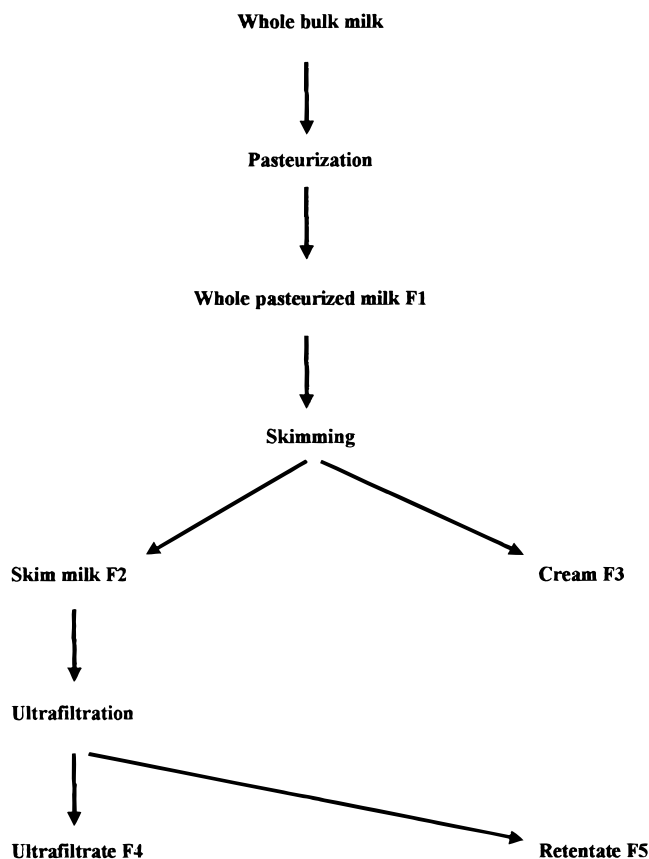 Whole bulk milk
Pasteurization
Whole pasteurized milk F1
Skimming
Skim milk F2
Cream F3
Ultrafiltration
Ultrafiltrate F4
Retentate F5